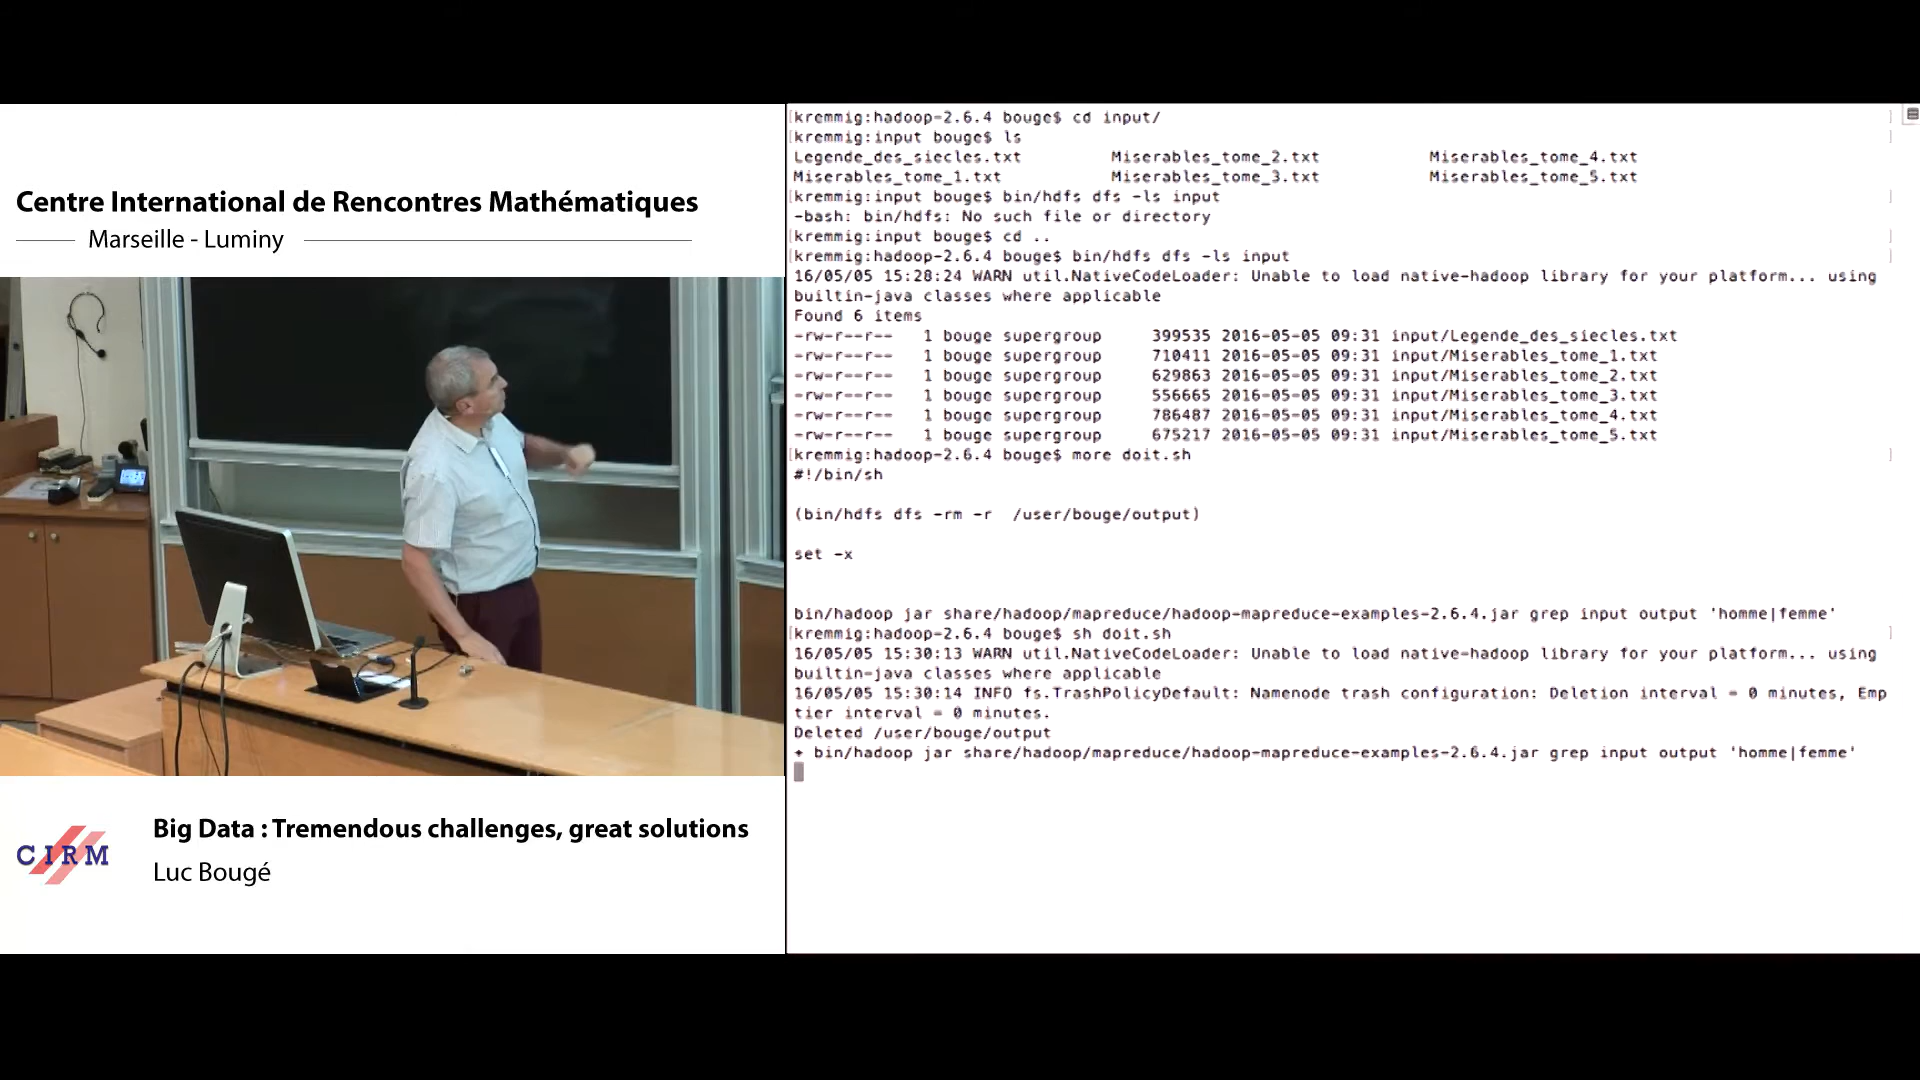 Centre International de Rencontres Mathématiques
Marseille - Luminy
CIRM
Big Data : Tremendous challenges, great solutions
Luc Bougé
[kremmig:hadoop-2.6.4 bouge$ cd input/ ]
[kremmig:input bouge$ ls ]
Legende_des_siecles.txt Miserables_tome_2.txt Miserables_tome_4.txt
Miserables_tome_1.txt Miserables_tome_3.txt Miserables_tome_5.txt
[kremmig:input bouge$ bin/hdfs dfs -ls input ]
-bash: bin/hdfs: No such file or directory
[kremmig:input bouge$ cd .. ]
[kremmig:hadoop-2.6.4 bouge$ bin/hdfs dfs -ls input ]
16/05/05 15:28:24 WARN util.NativeCodeLoader: Unable to load native-hadoop library for your platform... using
builtin-java classes where applicable
Found 6 items
-rw-r--r-- 1 bouge supergroup 399535 2016-05-05 09:31 input/Legende_des_siecles.txt
-rw-r--r-- 1 bouge supergroup 710411 2016-05-05 09:31 input/Miserables_tome_1.txt
-rw-r--r-- 1 bouge supergroup 629863 2016-05-05 09:31 input/Miserables_tome_2.txt
-rw-r--r-- 1 bouge supergroup 556665 2016-05-05 09:31 input/Miserables_tome_3.txt
-rw-r--r-- 1 bouge supergroup 786487 2016-05-05 09:31 input/Miserables_tome_4.txt
-rw-r--r-- 1 bouge supergroup 675217 2016-05-05 09:31 input/Miserables_tome_5.txt
[kremmig:hadoop-2.6.4 bouge$ more doit.sh ]
#!/bin/sh
(bin/hdfs dfs -rm -r /user/bouge/output)
set -x
bin/hadoop jar share/hadoop/mapreduce/hadoop-mapreduce-examples-2.6.4.jar grep input output 'homme|femme'
[kremmig:hadoop-2.6.4 bouge$ sh doit.sh ]
16/05/05 15:30:13 WARN util.NativeCodeLoader: Unable to load native-hadoop library for your platform... using
builtin-java classes where applicable
16/05/05 15:30:14 INFO fs.TrashPolicyDefault: Namenode trash configuration: Deletion interval = 0 minutes, Emp
tier interval = 0 minutes.
Deleted /user/bouge/output
+ bin/hadoop jar share/hadoop/mapreduce/hadoop-mapreduce-examples-2.6.4.jar grep input output 'homme|femme'